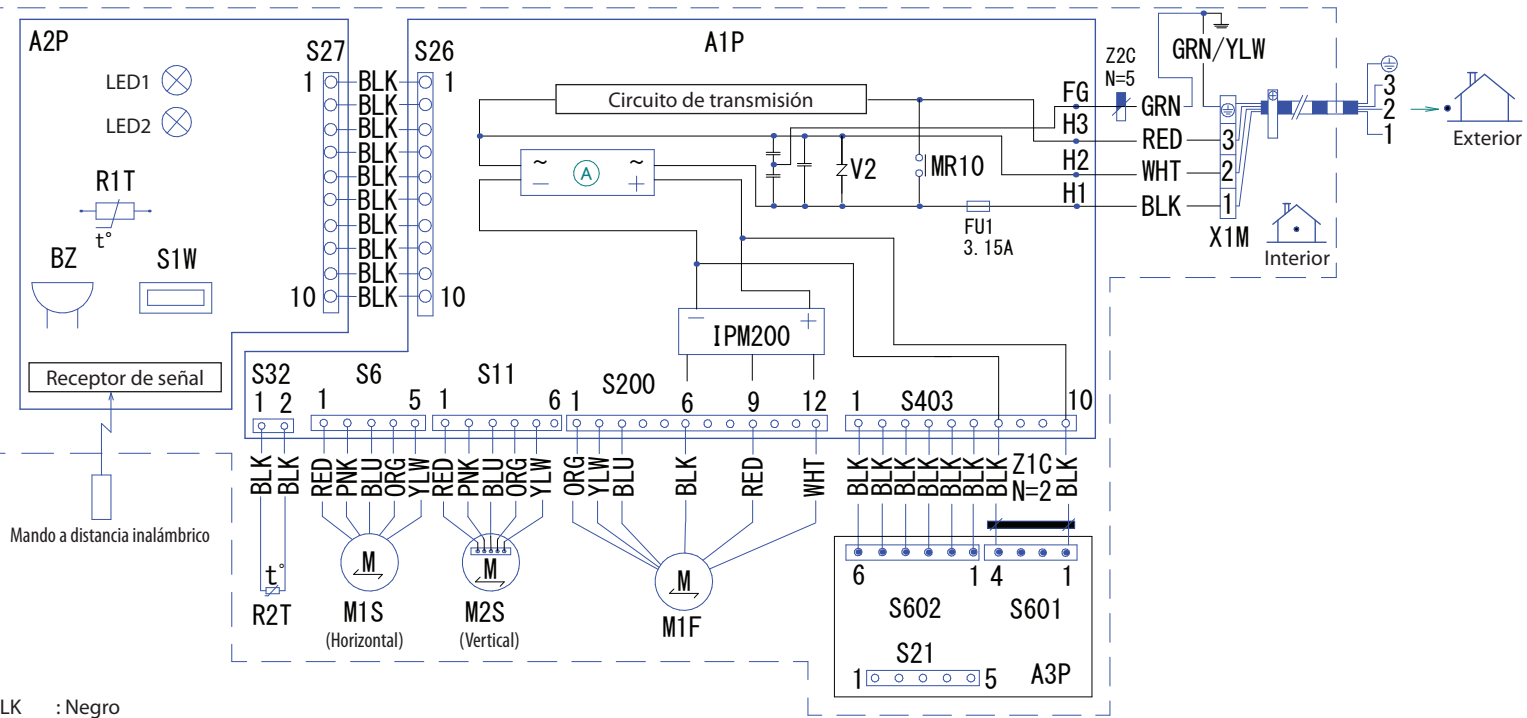 A2P
LED1
LED2
R1T
t°
BZ
S1W
Receptor de señal
Mando a distancia inalámbrico
S27
S26
1 BLK 1
BLK
BLK
BLK
BLK
BLK
BLK
BLK
BLK
10 BLK 10
A1P
Circuito de transmisión
~ ~
A
— +
V2
MR10
FU1
3.15A
FG
H3
H2
H1
Z2C
N=5
GRN
RED
WHT
BLK
GRN/YLW
3
2
1
X1M
Interior
3
2
1
Exterior
— +
IPM200
S32
1 2
S6
1 5
S11
1 6
S200
1 6 9 12
S403
1 10
BLK
BLK
RED
PNK
BLU
ORG
YLW
RED
PNK
BLU
ORG
YLW
ORG
YLW
BLU
BLK
RED
WHT
BLK
BLK
BLK
BLK
BLK
BLK
BLK
Z1C
N=2
BLK
t°
R2T
M
M1S
(Horizontal)
M
M2S
(Vertical)
M
M1F
6 1
S602
4 1
S601
S21
1 5
A3P
LK : Negro